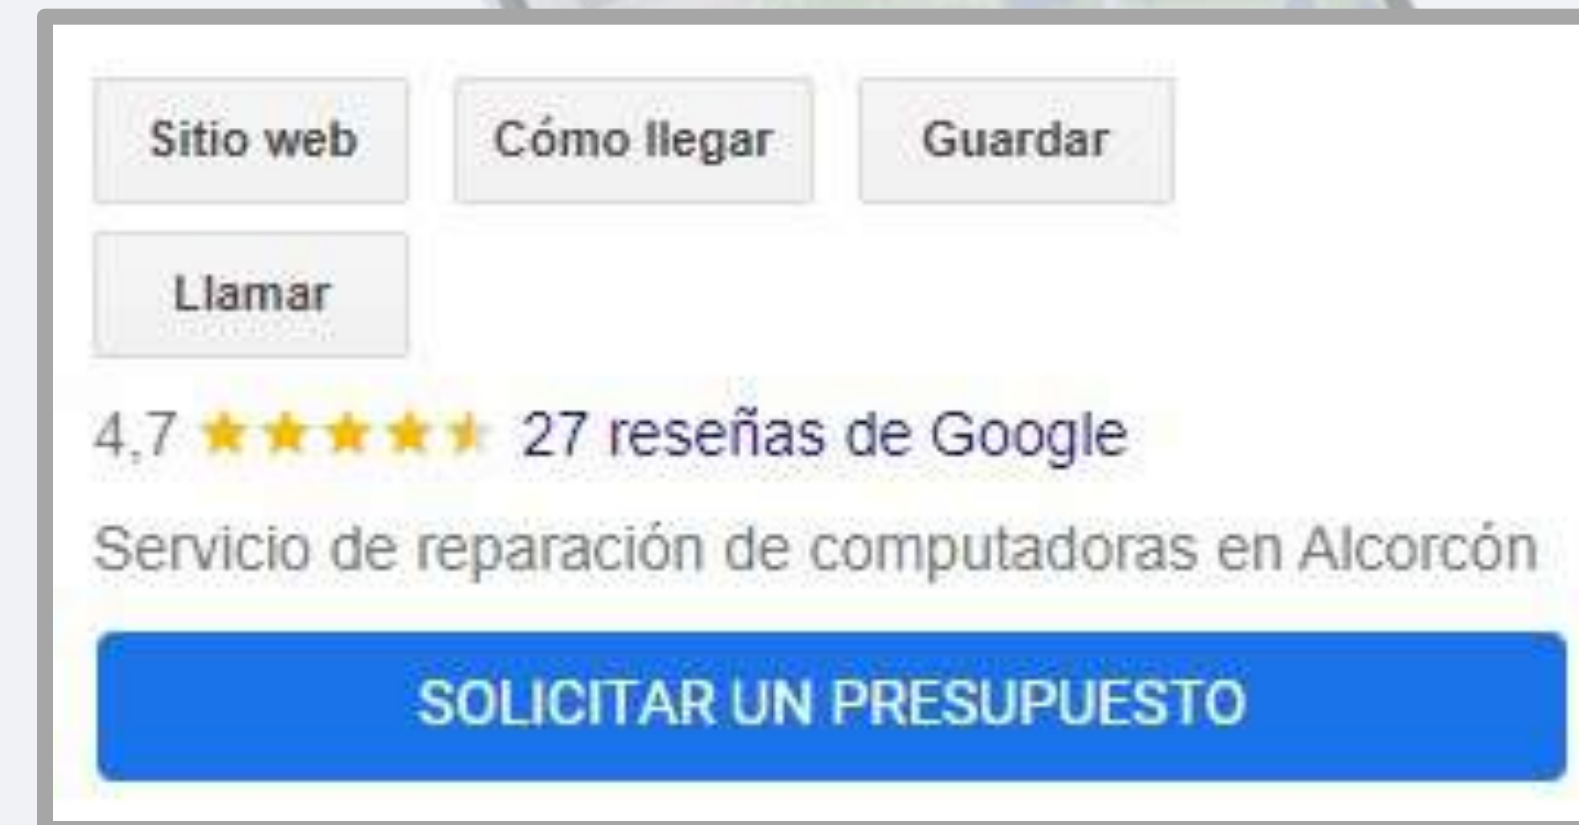 Sitio web Cómo llegar Guardar
Llamar
4,7 27 reseñas de Google
Servicio de reparación de computadoras en Alcorcón
SOLICITAR UN PRESUPUESTO